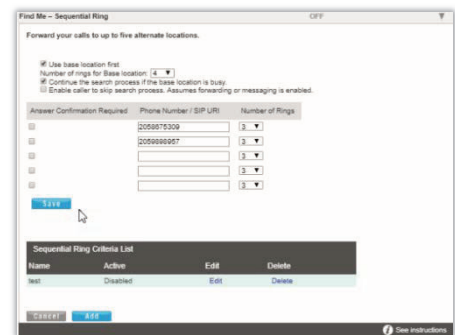 Find Me – Sequential Ring OFF
Forward your calls to up to five alternate locations.
Use base location first
Number of rings for Base location: 4
Continue the search process if the base location is busy.
Enable caller to skip search process. Assumes forwarding or messaging is enabled.
Answer Confirmation Required Phone Number / SIP URI Number of Rings
2058675309 3
2059898957 3
3
3
3
Save
Sequential Ring Criteria List
Name Active Edit Delete
test Disabled Edit Delete
Cancel Add
See instructions